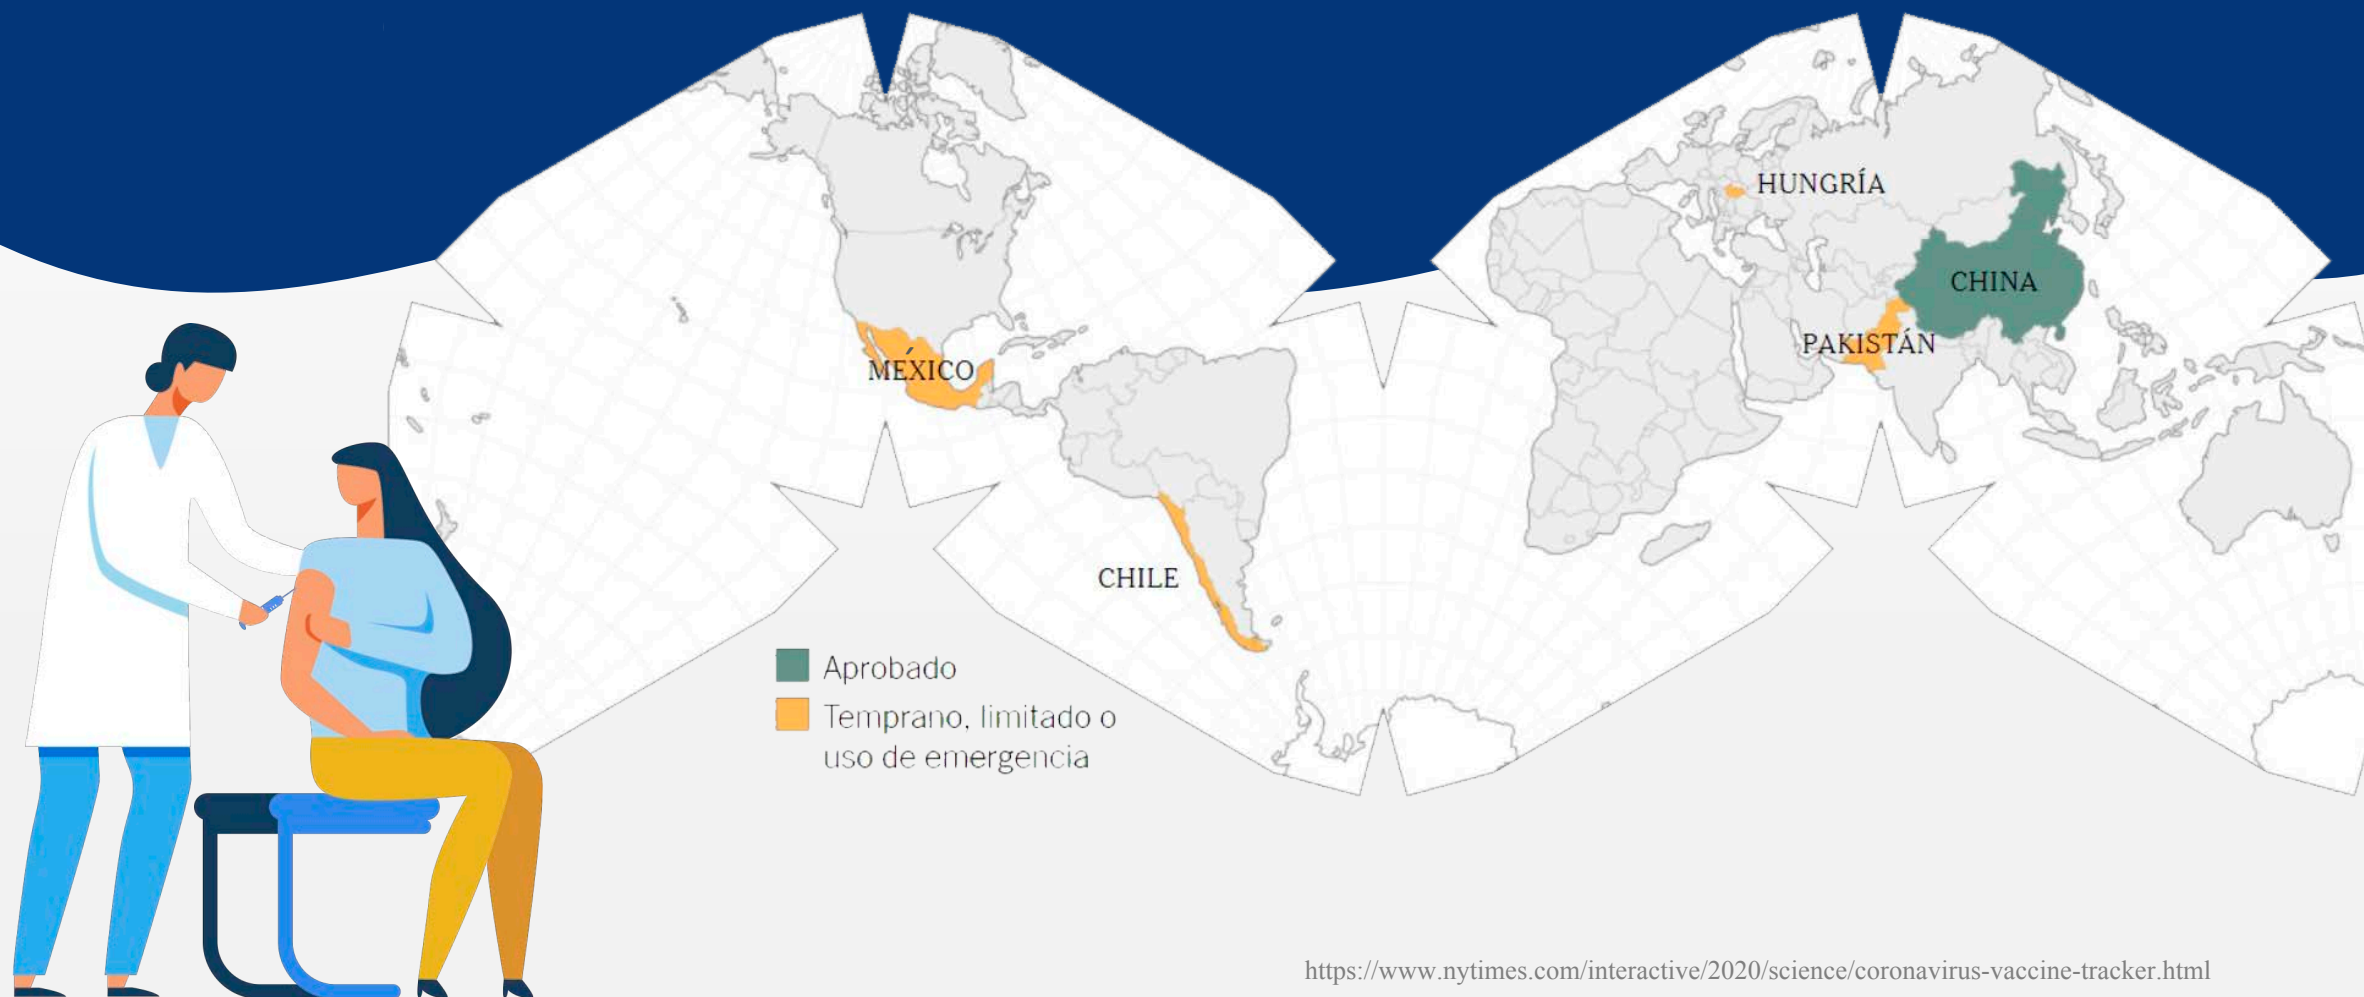 HUNGRÍA
CHINA
PAKISTÁN
MÉXICO
CHILE
Aprobado
Temprano, limitado o
uso de emergencia
https://www.nytimes.com/interactive/2020/science/coronavirus-vaccine-tracker.html